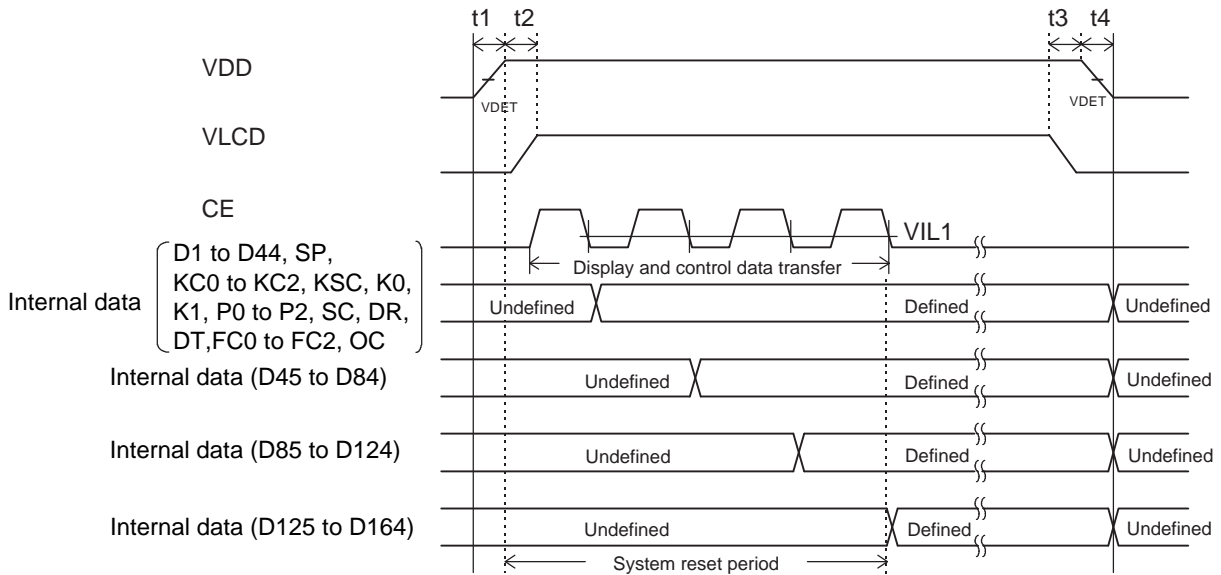 t1 t2 t3 t4
VDD
VDET VDET
VLCD
CE
VIL1
Display and control data transfer
Internal data
D1 to D44, SP,
KC0 to KC2, KSC, K0,
K1, P0 to P2, SC, DR,
DT,FC0 to FC2, OC
Undefined Defined Undefined
Internal data (D45 to D84) Undefined Defined Undefined
Internal data (D85 to D124) Undefined Defined Undefined
Internal data (D125 to D164) Undefined Defined Undefined
System reset period